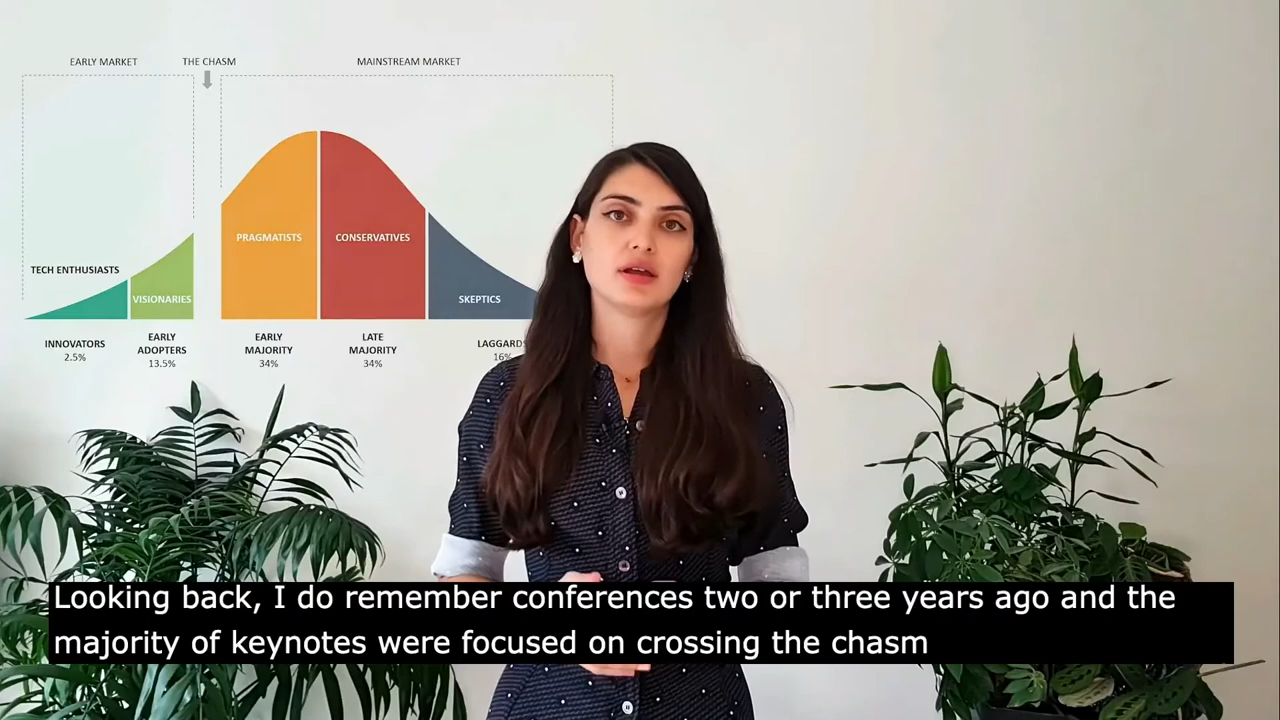 EARLY MARKET
THE CHASM
MAINSTREAM MARKET
PRAGMATISTS
CONSERVATIVES
TECH ENTHUSIASTS
VISIONARIES
SKEPTICS
INNOVATORS
2.5%
EARLY
ADOPTERS
13.5%
EARLY
MAJORITY
34%
LATE
MAJORITY
34%
LAGGARDS
16%
Looking back, I do remember conferences two or three years ago and the
majority of keynotes were focused on crossing the chasm